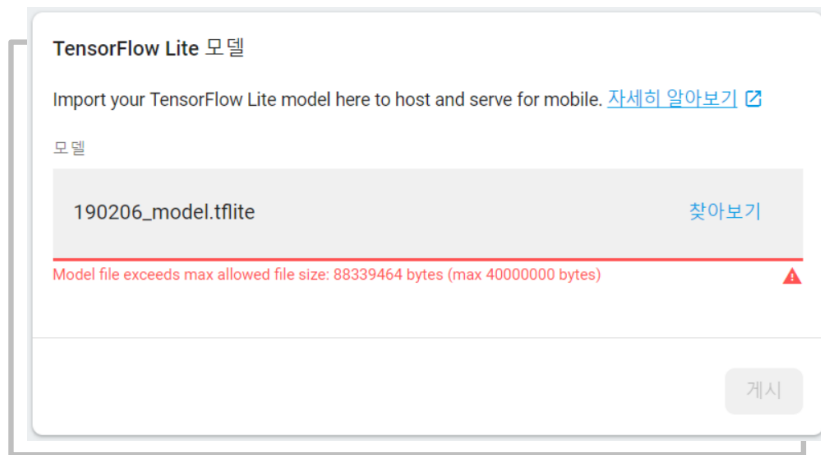 TensorFlow Lite 모델
Import your TensorFlow Lite model here to host and serve for mobile. 자세히 알아보기
모델
190206_model.tflite 찾아보기
Model file exceeds max allowed file size: 88339464 bytes (max 40000000 bytes)
게시